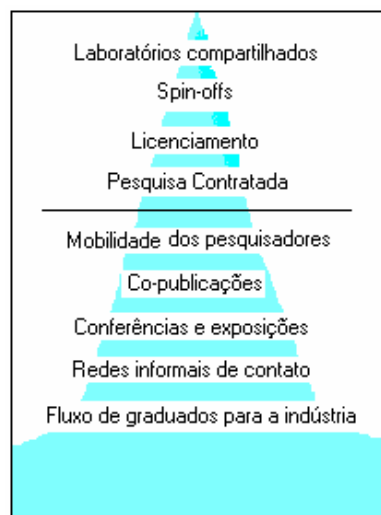 Laboratórios compartilhados
Spin-offs
Licenciamento
Pesquisa Contratada
Mobilidade dos pesquisadores
Co-publicações
Conferências e exposições
Redes informais de contato
Fluxo de graduados para a indústria